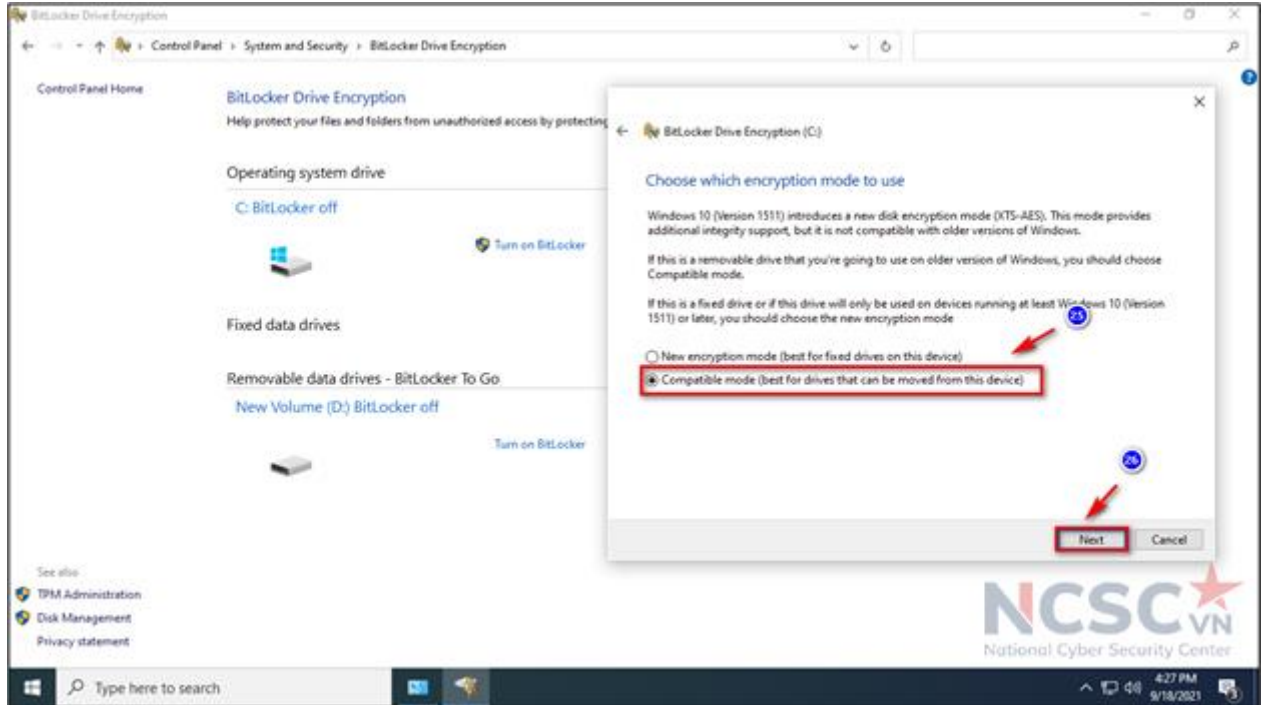 BitLocker Drive Encryption
Control Panel › System and Security › BitLocker Drive Encryption
Control Panel Home
BitLocker Drive Encryption
Help protect your files and folders from unauthorized access by protecting
Operating system drive
C: BitLocker off
Turn on BitLocker
Fixed data drives
Removable data drives - BitLocker To Go
New Volume (D:) BitLocker off
Turn on BitLocker
See also
TPM Administration
Disk Management
Privacy statement
BitLocker Drive Encryption (C:)
Choose which encryption mode to use
Windows 10 (Version 1511) introduces a new disk encryption mode (XTS-AES). This mode provides
additional integrity support, but it is not compatible with older versions of Windows.
If this is a removable drive that you're going to use on older version of Windows, you should choose
Compatible mode.
If this is a fixed drive or if this drive will only be used on devices running at least Windows 10 (Version
1511) or later, you should choose the new encryption mode
25
New encryption mode (best for fixed drives on this device)
Compatible mode (best for drives that can be moved from this device)
26
Next
Cancel
NCSC VN
National Cyber Security Center
Type here to search
4:27 PM
9/18/2021